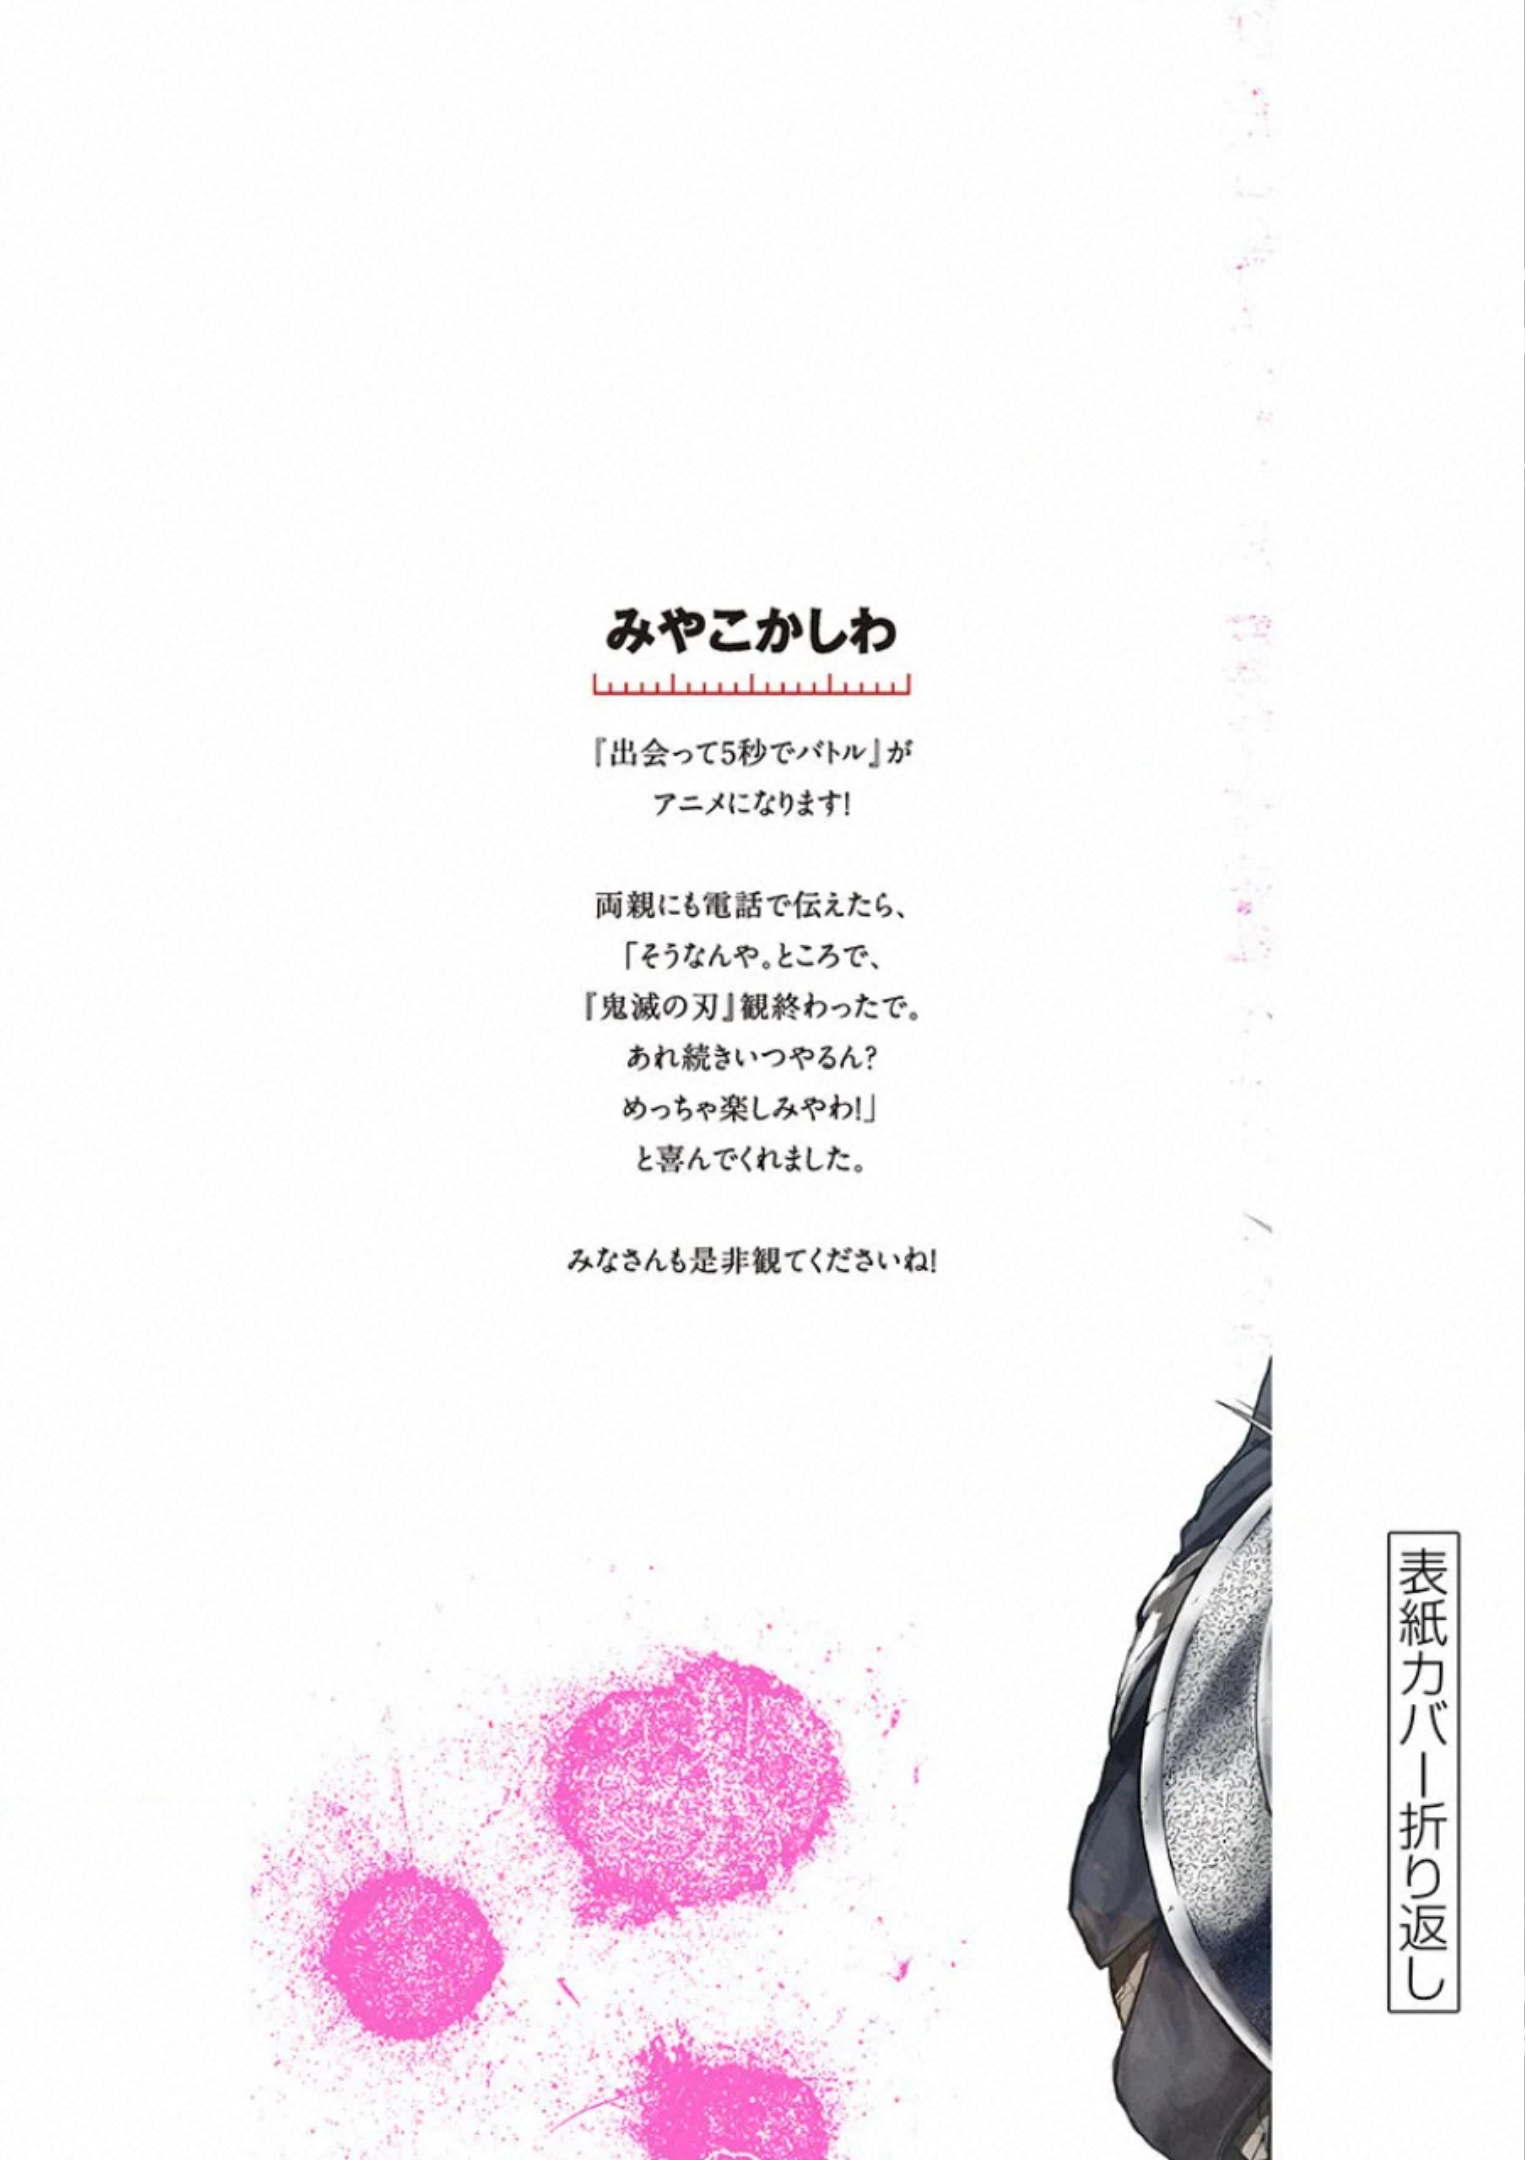 みやこかしわ
『出会って5秒でバトル』が
アニメになります!
両親にも電話で伝えたら、
「そうなんや。ところで、
『鬼滅の刃』観終わったで。
あれ続きいつやるん?
めっちゃ楽しみやわ!」
と喜んでくれました。
みなさんも是非観てくださいね!
表紙カバー折り返し